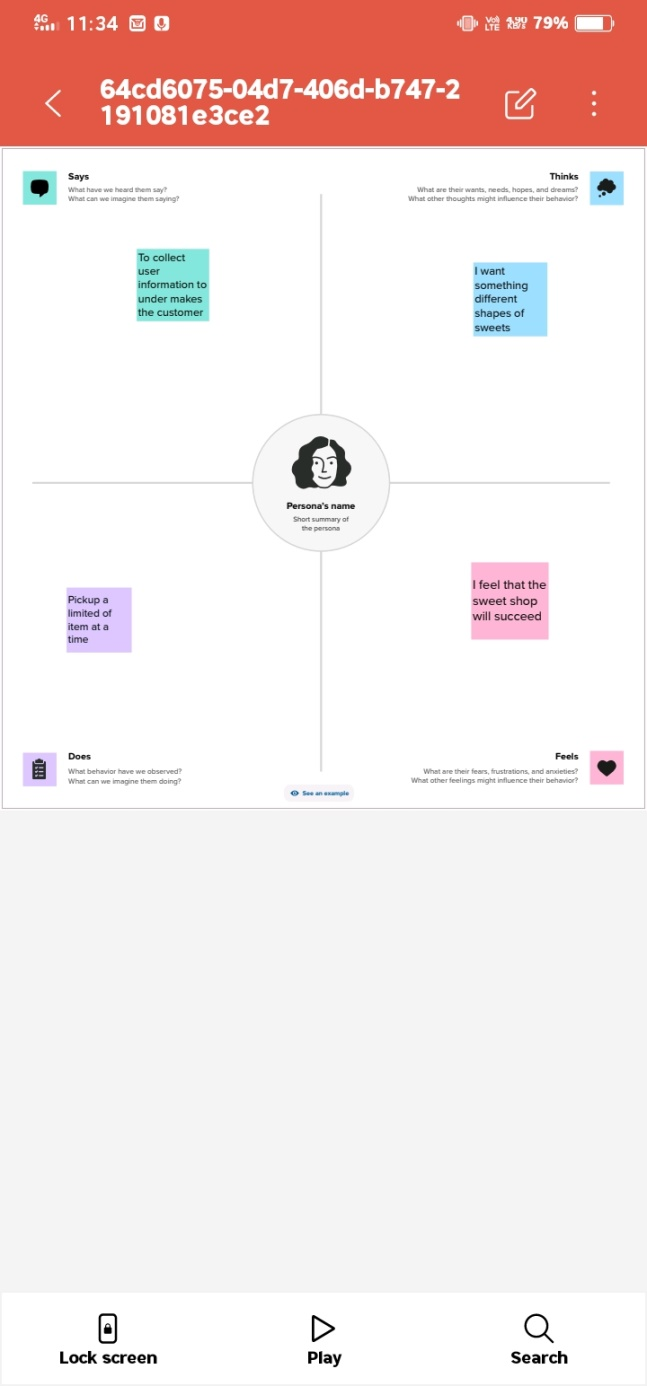 4G 11:34 Vo) LTE 4.90 KB/S 79%
64cd6075-04d7-406d-b747-2
191081e3ce2
Says
What have we heard them say?
What can we imagine them saying?
Thinks
What are their wants, needs, hopes, and dreams?
What other thoughts might influence their behavior?
To collect
user
information to
under makes
the customer
I want
something
different
shapes of
sweets
Persona's name
Short summary of
the persona
Pickup a
limited of
item at a
time
I feel that the
sweet shop
will succeed
Does
What behavior have we observed?
What can we imagine them doing?
Feels
What are their fears, frustrations, and anxieties?
What other feelings might influence their behavior?
See an example
Lock screen
Play
Search